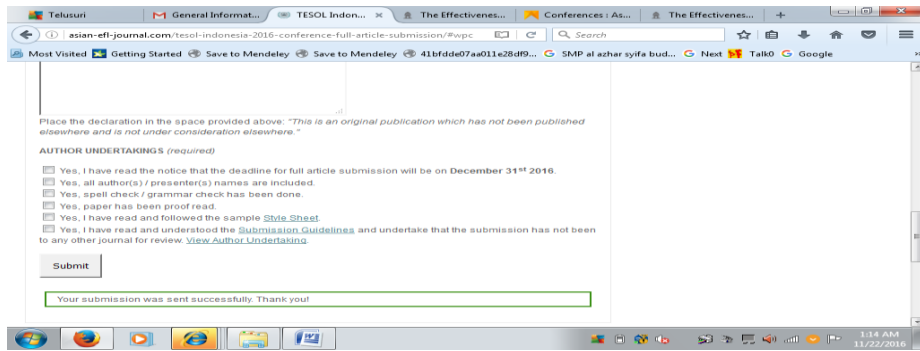 Telusuri
General Informat...
TESOL Indon...
The Effectivenes...
Conferences : As...
The Effectivenes...
asian-efl-journal.com/tesol-indonesia-2016-conference-full-article-submission/#wpc
Search
Most Visited Getting Started Save to Mendeley Save to Mendeley 41bfdde07aa011e28df9... SMP al azhar syifa bud... Next Talk0 Google
Place the declaration in the space provided above: "This is an original publication which has not been published
elsewhere and is not under consideration elsewhere."
AUTHOR UNDERTAKINGS (required)
Yes, I have read the notice that the deadline for full article submission will be on December 31st 2016.
Yes, all author(s) / presenter(s) names are included.
Yes, spell check / grammar check has been done.
Yes, paper has been proof read.
Yes, I have read and followed the sample Style Sheet.
Yes, I have read and understood the Submission Guidelines and undertake that the submission has not been
to any other journal for review. View Author Undertaking.
Submit
Your submission was sent successfully. Thank you!
1:14 AM
11/22/2016